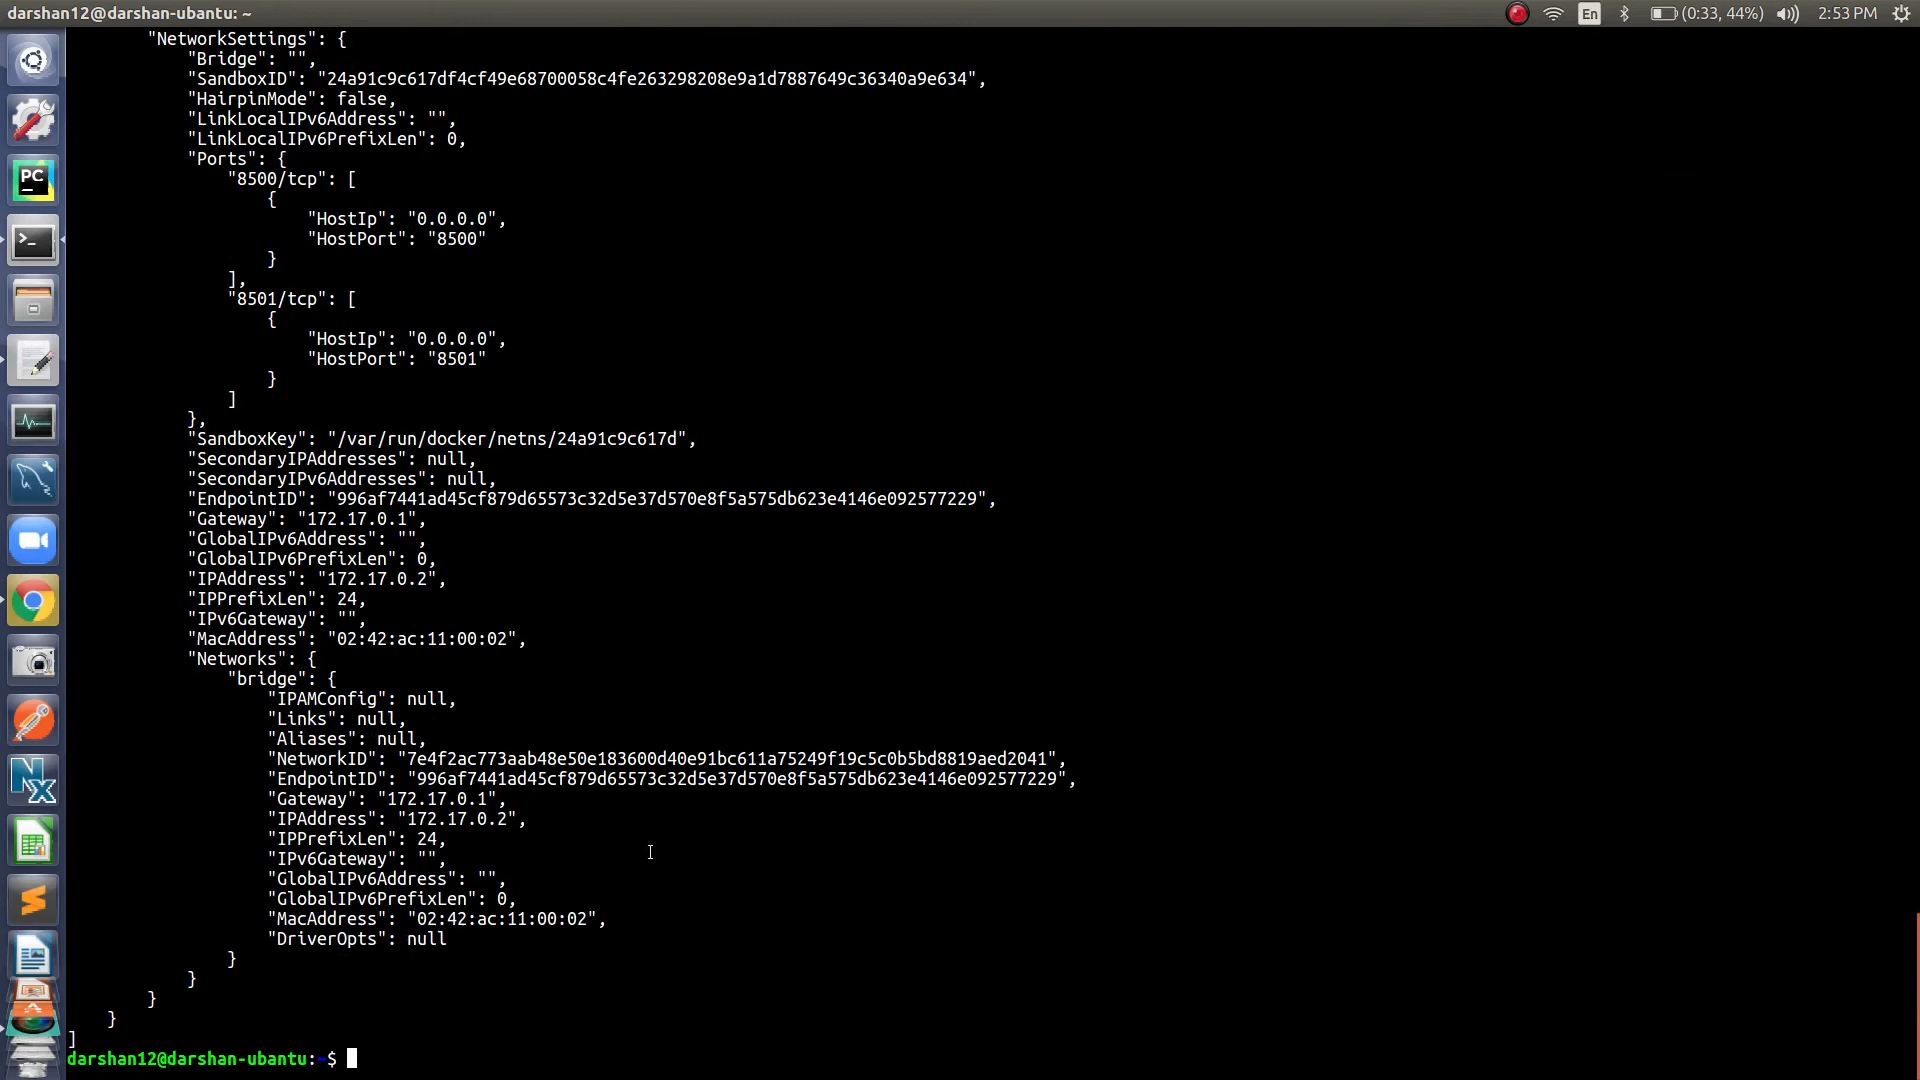 darshan12@darshan-ubantu: ~
En
(0:33, 44%)
2:53 PM
"NetworkSettings": {
"Bridge": "",
"SandboxID": "24a91c9c617df4cf49e68700058c4fe263298208e9a1d7887649c36340a9e634",
"HairpinMode": false,
"LinkLocalIPv6Address": "",
"LinkLocalIPv6PrefixLen": 0,
"Ports": {
"8500/tcp": [
{
"HostIp": "0.0.0.0",
"HostPort": "8500"
}
],
"8501/tcp": [
{
"HostIp": "0.0.0.0",
"HostPort": "8501"
}
]
},
"SandboxKey": "/var/run/docker/netns/24a91c9c617d",
"SecondaryIPAddresses": null,
"SecondaryIPv6Addresses": null,
"EndpointID": "996af7441ad45cf879d65573c32d5e37d570e8f5a575db623e4146e092577229",
"Gateway": "172.17.0.1",
"GlobalIPv6Address": "",
"GlobalIPv6PrefixLen": 0,
"IPAddress": "172.17.0.2",
"IPPrefixLen": 24,
"IPv6Gateway": "",
"MacAddress": "02:42:ac:11:00:02",
"Networks": {
"bridge": {
"IPAMConfig": null,
"Links": null,
"Aliases": null,
"NetworkID": "7e4f2ac773aab48e50e183600d40e91bc611a75249f19c5c0b5bd8819aed2041",
"EndpointID": "996af7441ad45cf879d65573c32d5e37d570e8f5a575db623e4146e092577229",
"Gateway": "172.17.0.1",
"IPAddress": "172.17.0.2",
"IPPrefixLen": 24,
"IPv6Gateway": "",
"GlobalIPv6Address": "",
"GlobalIPv6PrefixLen": 0,
"MacAddress": "02:42:ac:11:00:02",
"DriverOpts": null
}
}
}
}
]
darshan12@darshan-ubantu:~$
PC
NX